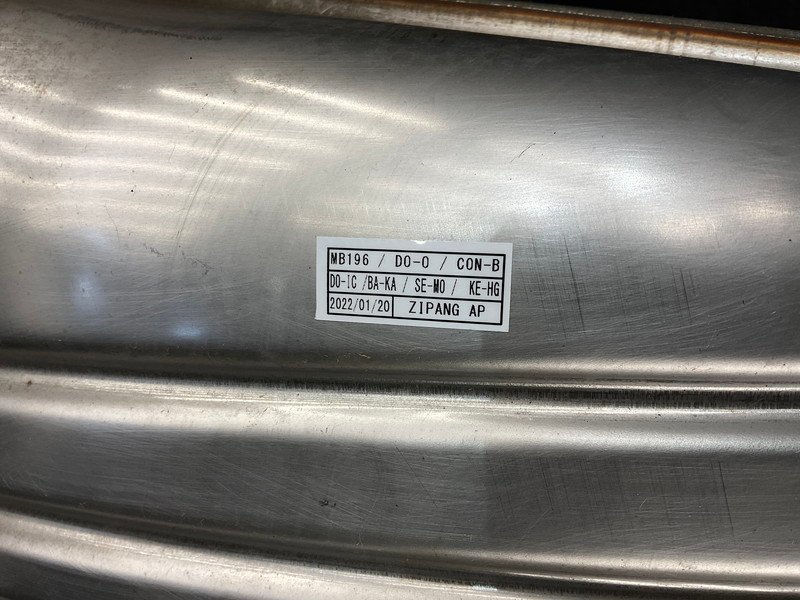 MB196 / DO-O / CON-B
DO-IC /BA-KA / SE-MO / KE-HG
2022/01/20 ZIPANG AP